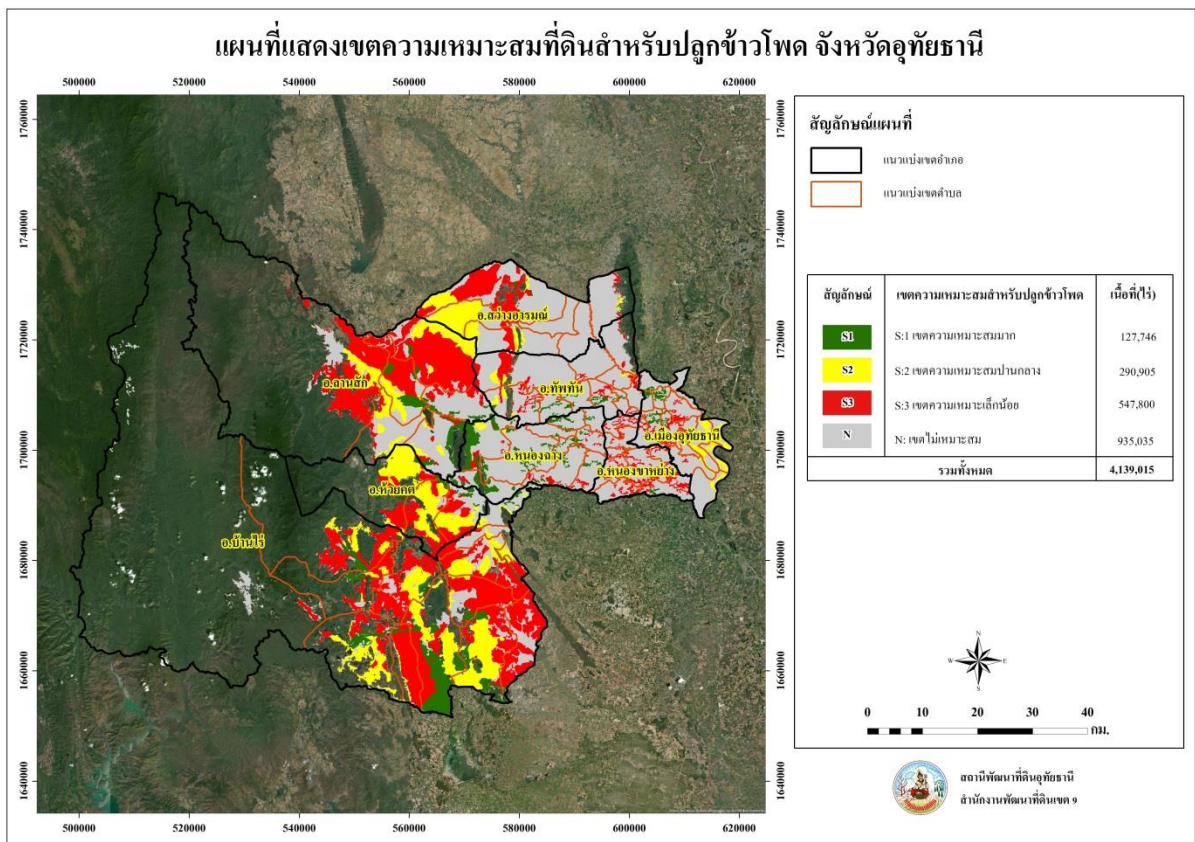 แผนที่แสดงเขตความเหมาะสมที่ดินสำหรับปลูกข้าวโพด จังหวัดอุทัยธานี
500000 520000 540000 560000 580000 600000 620000
1760000 1760000
1740000 1740000
1720000 1720000
1700000 1700000
1680000 1680000
1660000 1660000
1640000 1640000
อ.สว่างอารมณ์
อ.ลานสัก
อ.ทัพทัน
อ.เมืองอุทัยธานี
อ.หนองฉาง
อ.หนองขาหย่าง
อ.ห้วยคต
อ.บ้านไร่
500000 520000 540000 560000 580000 600000 620000
สัญลักษณ์แผนที่
แนวแบ่งเขตอำเภอ
แนวแบ่งเขตตำบล
สัญลักษณ์ เขตความเหมาะสมสำหรับปลูกข้าวโพด เนื้อที่(ไร่)
S1 S:1 เขตความเหมาะสมมาก 127,746
S2 S:2 เขตความเหมาะสมปานกลาง 290,905
S3 S:3 เขตความเหมาะเล็กน้อย 547,800
N N: เขตไม่เหมาะสม 935,035
รวมทั้งหมด 4,139,015
N
W E
S
0 10 20 30 40
กม.
สถานีพัฒนาที่ดินอุทัยธานี
สำนักงานพัฒนาที่ดินเขต 9